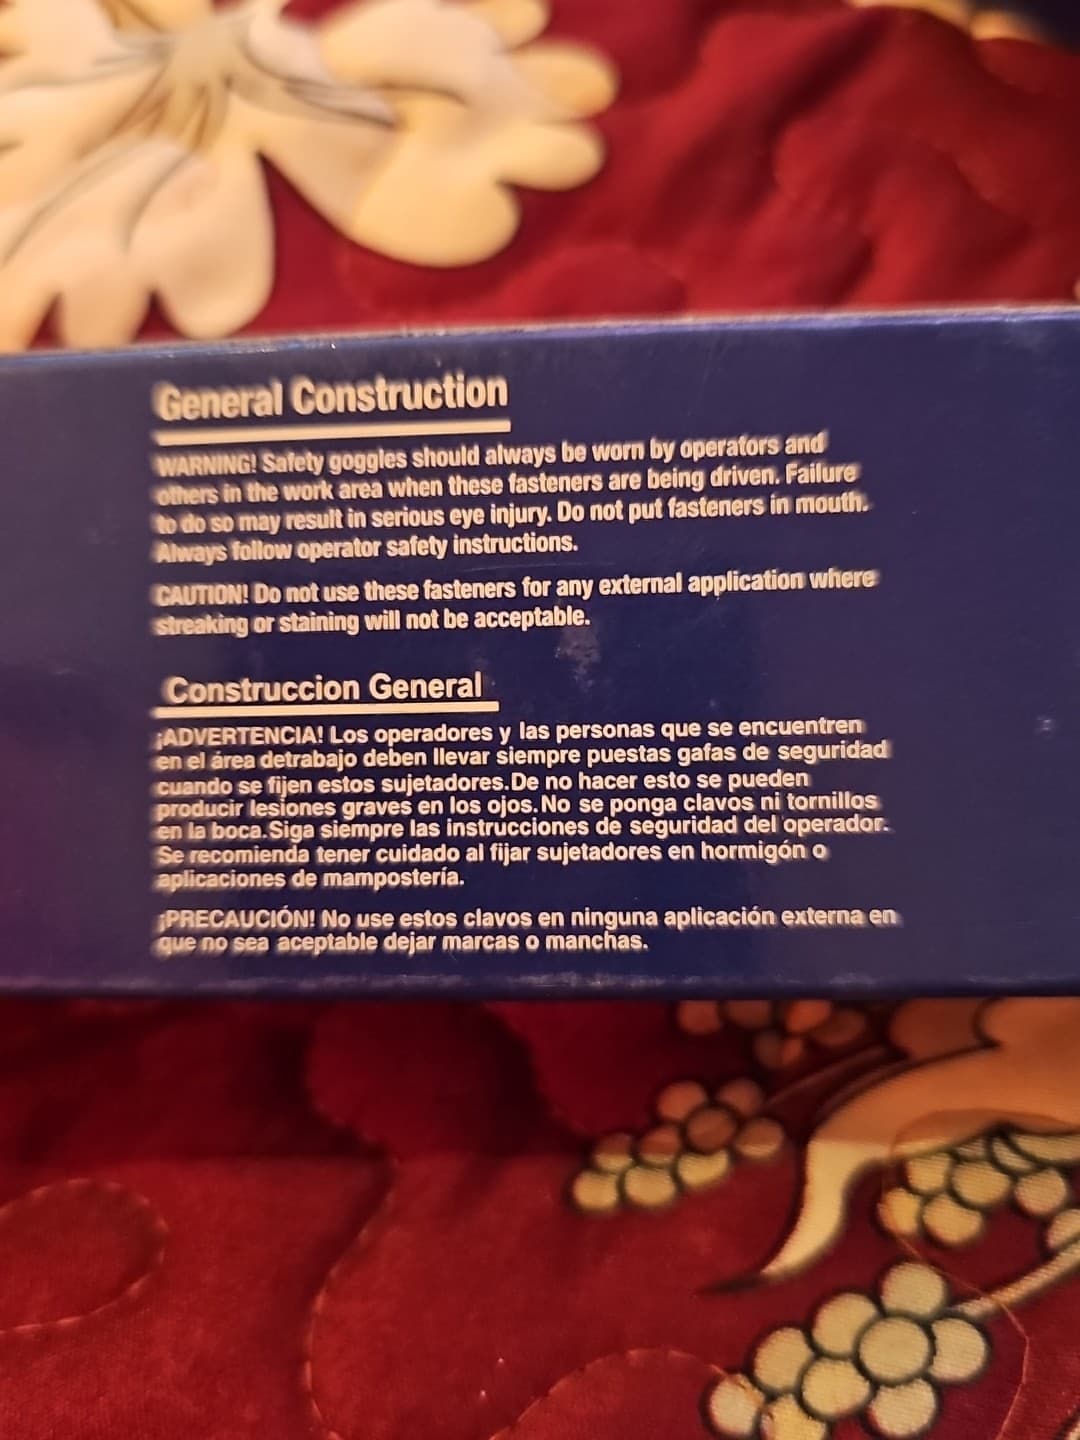 General Construction
WARNING! Safety goggles should always be worn by operators and
others in the work area when these fasteners are being driven. Failure
to do so may result in serious eye injury. Do not put fasteners in mouth.
Always follow operator safety instructions.
CAUTION! Do not use these fasteners for any external application where
streaking or staining will not be acceptable.
Construccion General
¡ADVERTENCIA! Los operadores y las personas que se encuentren
en el área detrabajo deben llevar siempre puestas gafas de seguridad
cuando se fijen estos sujetadores.De no hacer esto se pueden
producir lesiones graves en los ojos.No se ponga clavos ni tornillos
en la boca.Siga siempre las instrucciones de seguridad del operador.
Se recomienda tener cuidado al fijar sujetadores en hormigón o
aplicaciones de mampostería.
¡PRECAUCIÓN! No use estos clavos en ninguna aplicación externa en
que no sea aceptable dejar marcas o manchas.